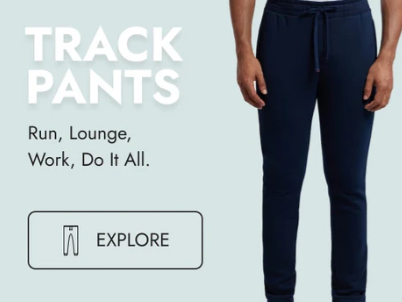 TRACK
PANTS
Run, Lounge,
Work, Do It All.
EXPLORE